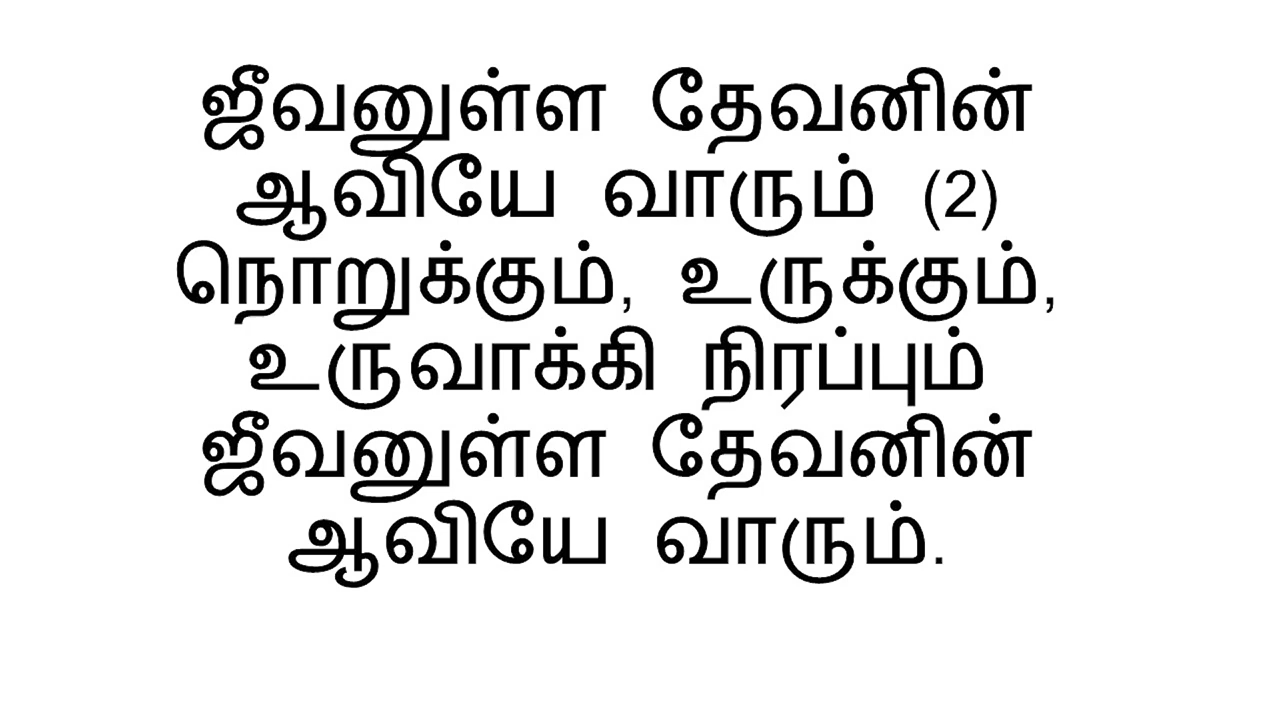 ஜீவனுள்ள தேவனின்
ஆவியே வாரும் (2)
நொறுக்கும், உருக்கும்,
உருவாக்கி நிரப்பும்
ஜீவனுள்ள தேவனின்
ஆவியே வாரும்.